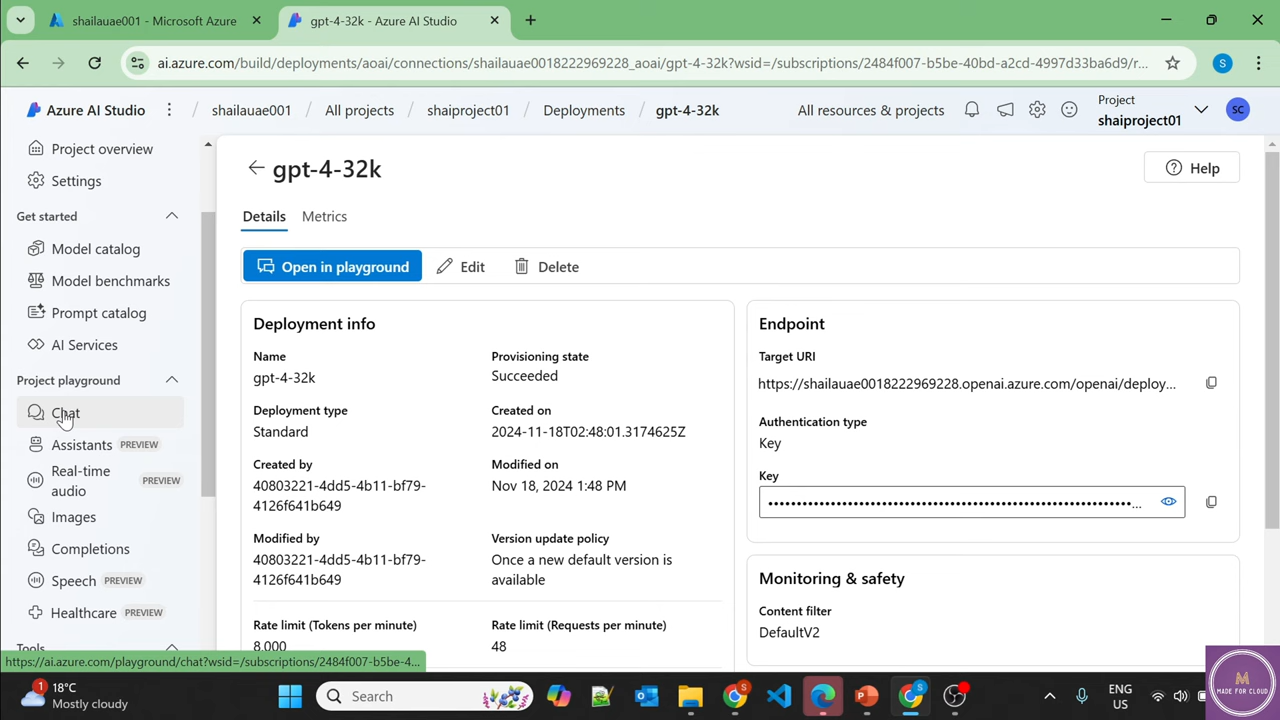 shailauae001 - Microsoft Azure
gpt-4-32k - Azure AI Studio
ai.azure.com/build/deployments/aoai/connections/shailauae0018222969228_aoai/gpt-4-32k?wsid=/subscriptions/2484f007-b5be-40bd-a2cd-4997d33ba6d9/r...
S
Azure AI Studio / shailauae001 / All projects / shaiproject01 / Deployments / gpt-4-32k
All resources & projects
Project
shaiproject01
SC
Project overview
Settings
Get started
Model catalog
Model benchmarks
Prompt catalog
AI Services
Project playground
Chat
Assistants PREVIEW
Real-time
audio
PREVIEW
Images
Completions
Speech PREVIEW
Healthcare PREVIEW
Tools
gpt-4-32k
Help
Details Metrics
Open in playground Edit Delete
Deployment info
Name
gpt-4-32k
Provisioning state
Succeeded
Deployment type
Standard
Created on
2024-11-18T02:48:01.3174625Z
Created by
40803221-4dd5-4b11-bf79-
4126f641b649
Modified on
Nov 18, 2024 1:48 PM
Modified by
40803221-4dd5-4b11-bf79-
4126f641b649
Version update policy
Once a new default version is
available
Rate limit (Tokens per minute)
8,000
Rate limit (Requests per minute)
48
Endpoint
Target URI
https://shailauae0018222969228.openai.azure.com/openai/deploy...
Authentication type
Key
Key
Monitoring & safety
Content filter
DefaultV2
https://ai.azure.com/playground/chat?wsid=/subscriptions/2484f007-b5be-4...
1
18°C
Mostly cloudy
Search
ENG
US
M
MADE FOR CLOUD